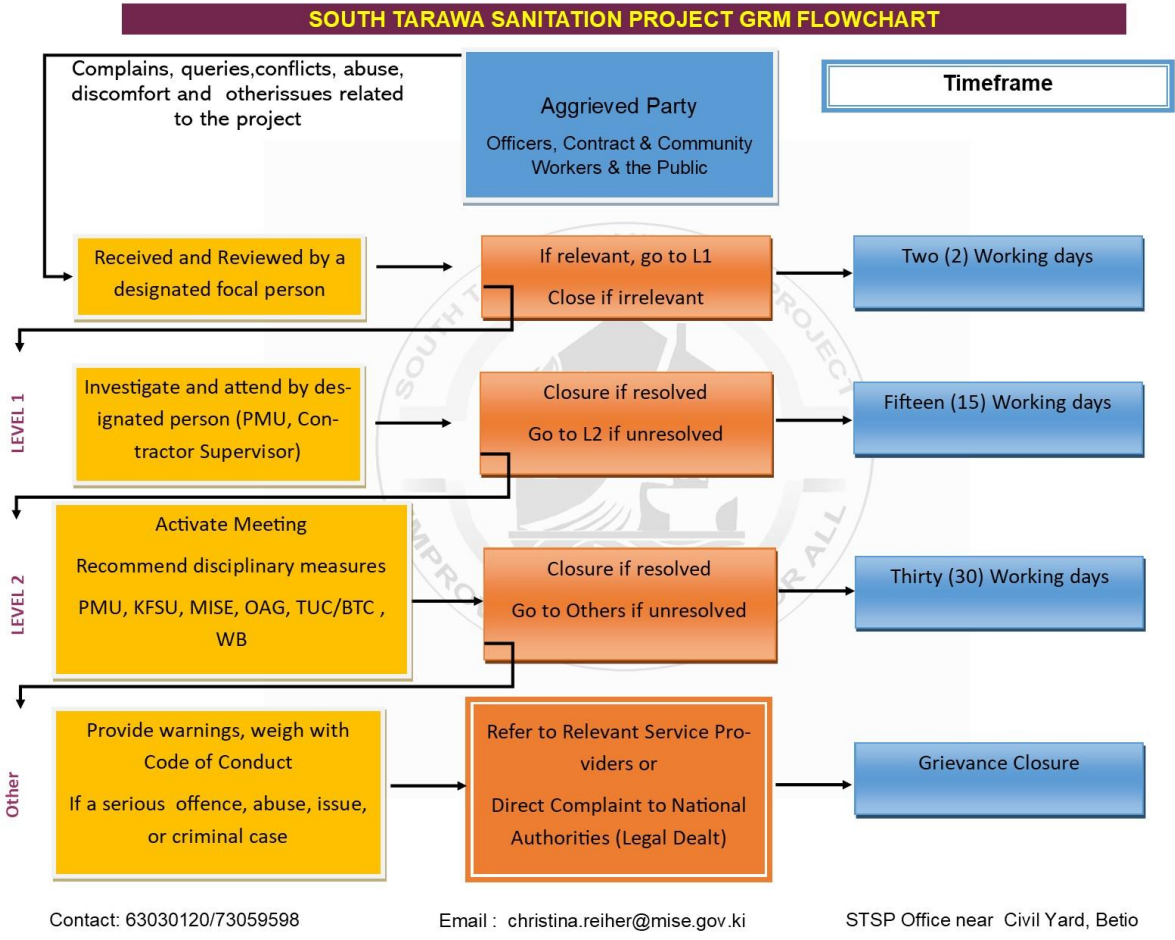 SOUTH TARAWA SANITATION PROJECT GRM FLOWCHART
Complains, queries,conflicts, abuse,
discomfort and otherissues related
to the project
Aggrieved Party
Officers, Contract & Community
Workers & the Public
Timeframe
Received and Reviewed by a
designated focal person
If relevant, go to L1
Close if irrelevant
Two (2) Working days
LEVEL 1
Investigate and attend by des-
ignated person (PMU, Con-
tractor Supervisor)
Closure if resolved
Go to L2 if unresolved
Fifteen (15) Working days
LEVEL 2
Activate Meeting
Recommend disciplinary measures
PMU, KFSU, MISE, OAG, TUC/BTC ,
WB
Closure if resolved
Go to Others if unresolved
Thirty (30) Working days
Other
Provide warnings, weigh with
Code of Conduct
If a serious offence, abuse, issue,
or criminal case
Refer to Relevant Service Pro-
viders or
Direct Complaint to National
Authorities (Legal Dealt)
Grievance Closure
SOUTH PROJECT
ALL
Contact: 63030120/73059598
Email : christina.reiher@mise.gov.ki
STSP Office near Civil Yard, Betio